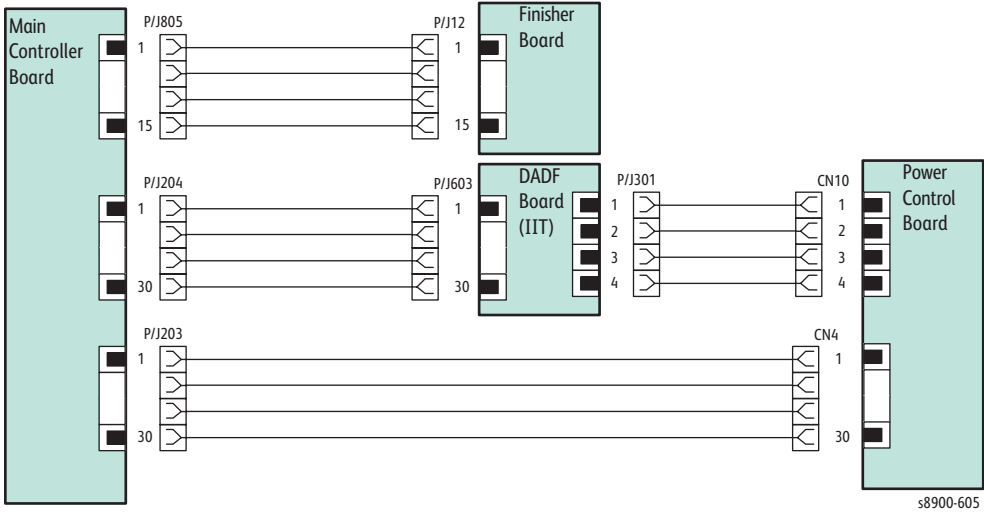 Main
Controller
Board
P/J805
P/J12
Finisher
Board
1
1
15
15
P/J204
P/J603
DADF
Board
(IIT)
P/J301
CN10
Power
Control
Board
1
1
1
1
2
2
3
3
30
30
4
4
P/J203
CN4
1
1
30
30
s8900-605